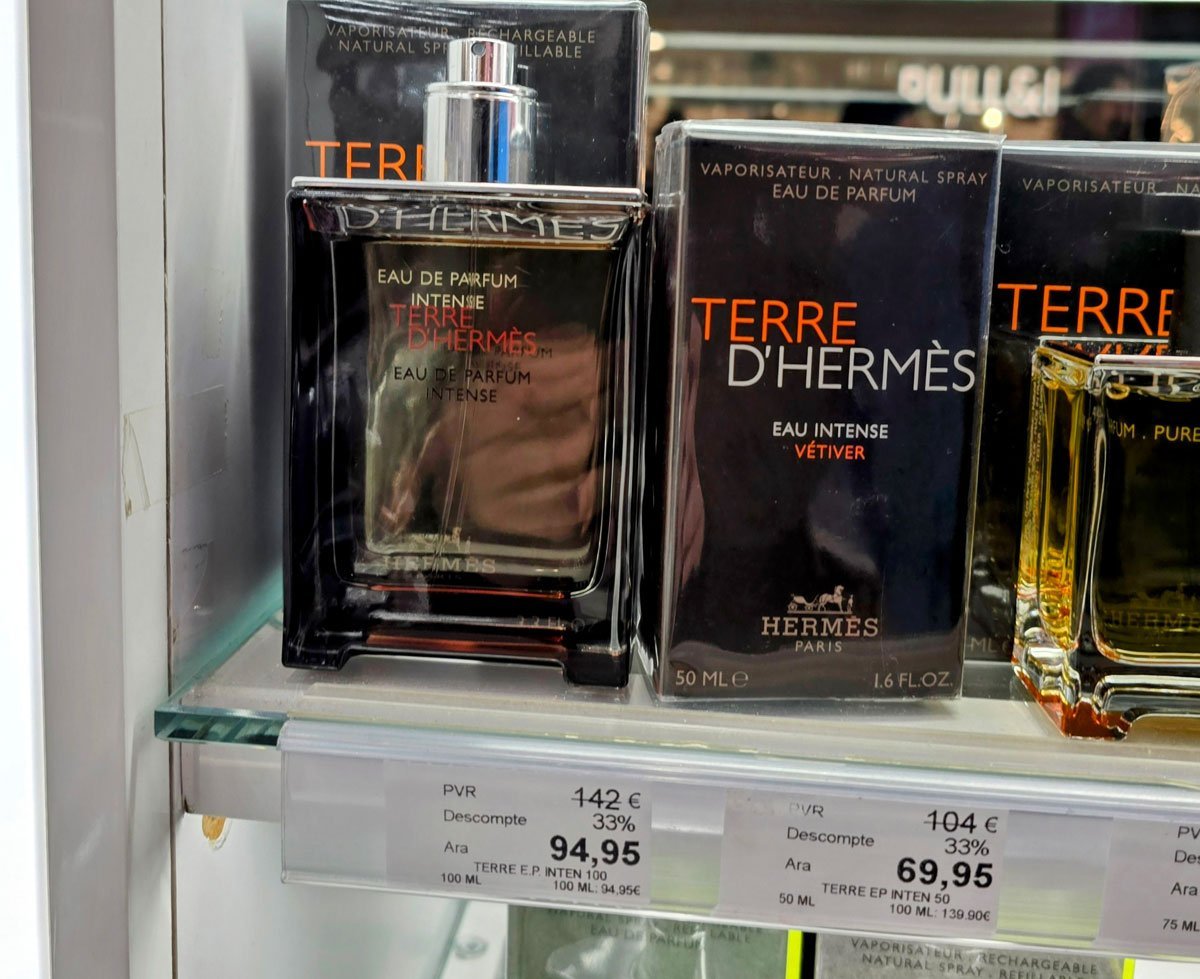 VAPORISATEUR . RECHARGEABLE
NATURAL REFILLABLE
D'HERMÈS
EAU DE PARFUM
INTENSE
TERRE
D'HERMÈS
EAU DE PARFUM
INTENSE
HERMÈS
VAPORISATEUR . NATURAL SPRAY
EAU DE PARFUM
TERRE
D'HERMÈS
EAU INTENSE
VÉTIVER
HERMÈS
PARIS
50 ML e 1.6 FL.OZ.
VAPORISATEUR
TERRE
PURE
HERMÈS
ML
PVR 142 €
Descompte 33%
Ara 94,95
TERRE E.P. INTEN 100
100 ML 100 ML: 94,95€
PVR 104 €
Descompte 33%
Ara 69,95
TERRE EP INTEN 50
50 ML 100 ML: 139.90€
Ara
75 ML
EAU DE PARFUM
VAPORISATEUR . RECHARGEABLE
NATURAL SPRAY . REFILLABLE